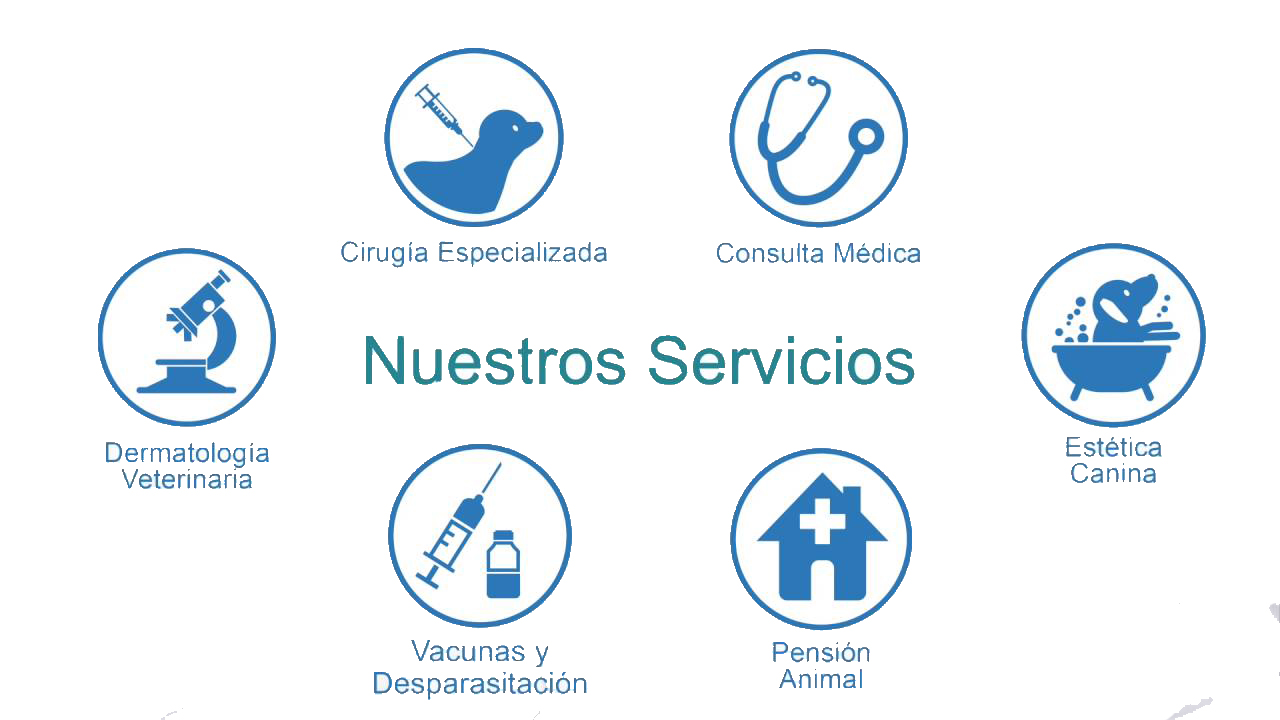 Cirugía Especializada
Consulta Médica
Nuestros Servicios
Dermatología
Veterinaria
Estética
Canina
Vacunas y
Desparasitación
Pensión
Animal